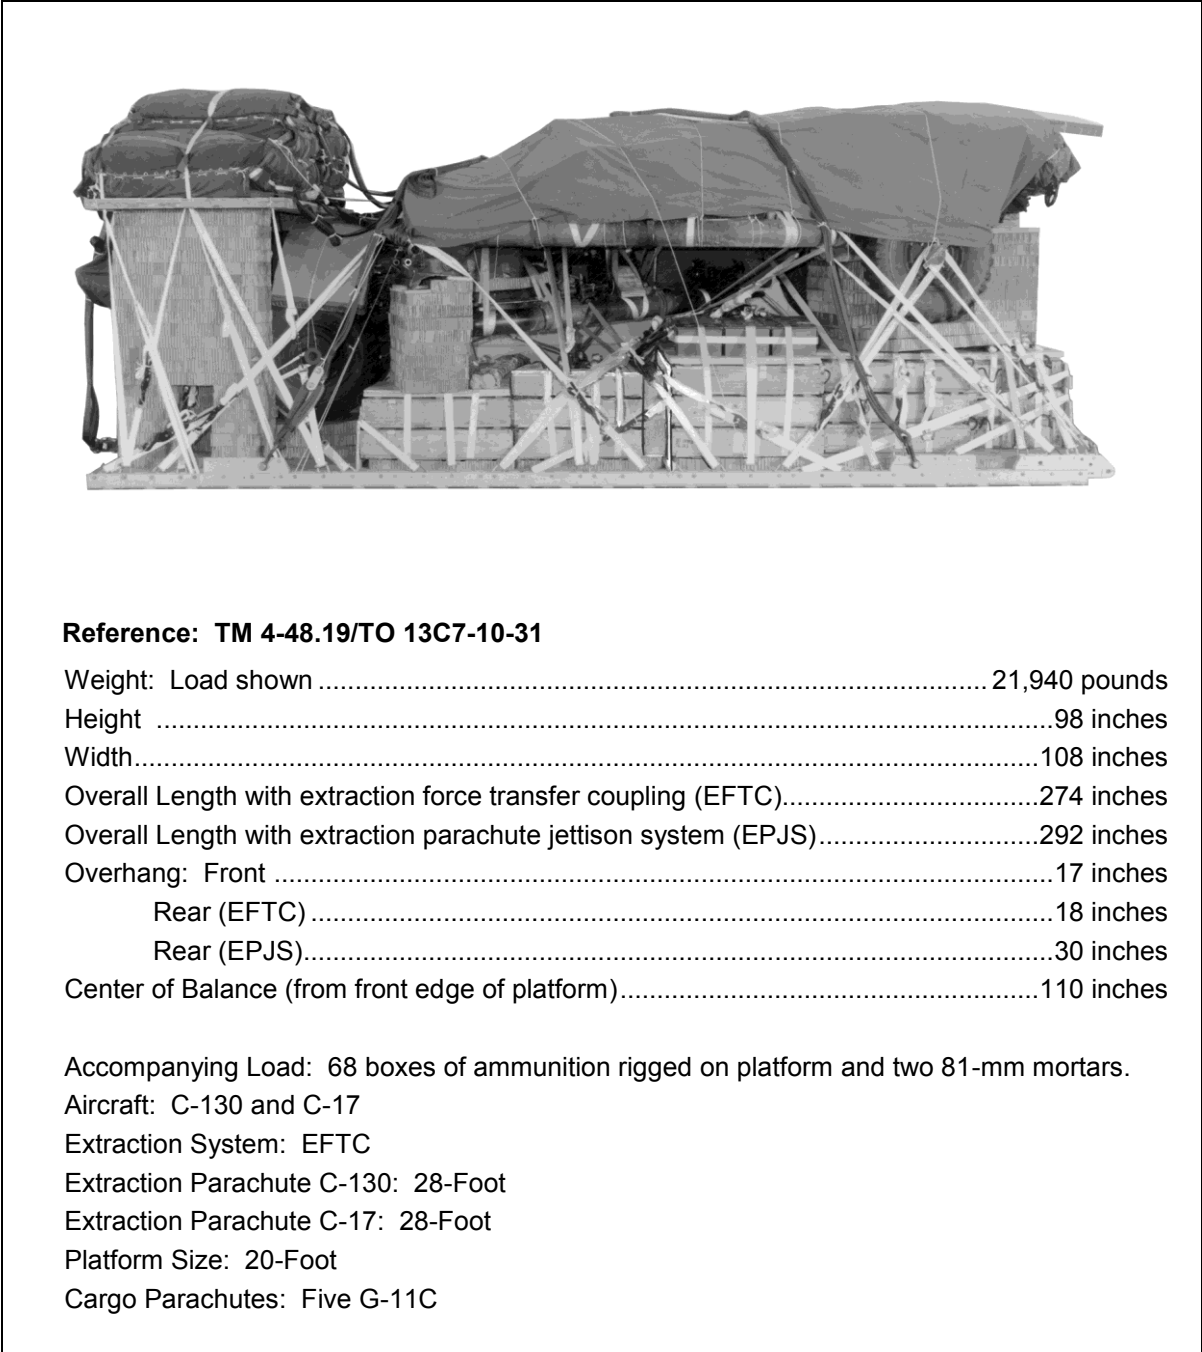 Reference:  TM 4-48.19/TO 13C7-10-31
Weight:  Load shown ........................................................................................... 21,940 pounds
Height  ..........................................................................................................................98 inches
Width...........................................................................................................................108 inches
Overall Length with extraction force transfer coupling (EFTC)...................................274 inches
Overall Length with extraction parachute jettison system (EPJS)..............................292 inches
Overhang:  Front ..........................................................................................................17 inches
Rear (EFTC) .....................................................................................................18 inches
Rear (EPJS)......................................................................................................30 inches
Center of Balance (from front edge of platform).........................................................110 inches
Accompanying Load:  68 boxes of ammunition rigged on platform and two 81-mm mortars.
Aircraft:  C-130 and C-17
Extraction System:  EFTC
Extraction Parachute C-130:  28-Foot
Extraction Parachute C-17:  28-Foot
Platform Size:  20-Foot
Cargo Parachutes:  Five G-11C